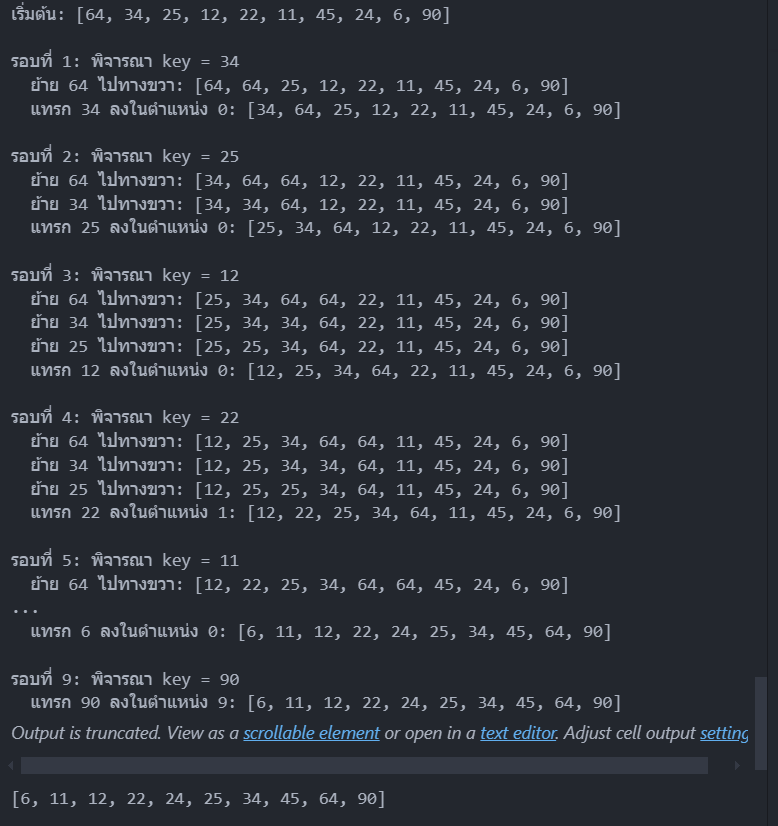 เริ่มต้น: [64, 34, 25, 12, 22, 11, 45, 24, 6, 90]
รอบที่ 1: พิจารณา key = 34
ย้าย 64 ไปทางขวา: [64, 64, 25, 12, 22, 11, 45, 24, 6, 90]
แทรก 34 ลงในตำแหน่ง 0: [34, 64, 25, 12, 22, 11, 45, 24, 6, 90]
รอบที่ 2: พิจารณา key = 25
ย้าย 64 ไปทางขวา: [34, 64, 64, 12, 22, 11, 45, 24, 6, 90]
ย้าย 34 ไปทางขวา: [34, 34, 64, 12, 22, 11, 45, 24, 6, 90]
แทรก 25 ลงในตำแหน่ง 0: [25, 34, 64, 12, 22, 11, 45, 24, 6, 90]
รอบที่ 3: พิจารณา key = 12
ย้าย 64 ไปทางขวา: [25, 34, 64, 64, 22, 11, 45, 24, 6, 90]
ย้าย 34 ไปทางขวา: [25, 34, 34, 64, 22, 11, 45, 24, 6, 90]
ย้าย 25 ไปทางขวา: [25, 25, 34, 64, 22, 11, 45, 24, 6, 90]
แทรก 12 ลงในตำแหน่ง 0: [12, 25, 34, 64, 22, 11, 45, 24, 6, 90]
รอบที่ 4: พิจารณา key = 22
ย้าย 64 ไปทางขวา: [12, 25, 34, 64, 64, 11, 45, 24, 6, 90]
ย้าย 34 ไปทางขวา: [12, 25, 34, 34, 64, 11, 45, 24, 6, 90]
ย้าย 25 ไปทางขวา: [12, 25, 25, 34, 64, 11, 45, 24, 6, 90]
แทรก 22 ลงในตำแหน่ง 1: [12, 22, 25, 34, 64, 11, 45, 24, 6, 90]
รอบที่ 5: พิจารณา key = 11
ย้าย 64 ไปทางขวา: [12, 22, 25, 34, 64, 64, 45, 24, 6, 90]
...
แทรก 6 ลงในตำแหน่ง 0: [6, 11, 12, 22, 24, 25, 34, 45, 64, 90]
รอบที่ 9: พิจารณา key = 90
แทรก 90 ลงในตำแหน่ง 9: [6, 11, 12, 22, 24, 25, 34, 45, 64, 90]
Output is truncated. View as a scrollable element or open in a text editor. Adjust cell output setting
[6, 11, 12, 22, 24, 25, 34, 45, 64, 90]